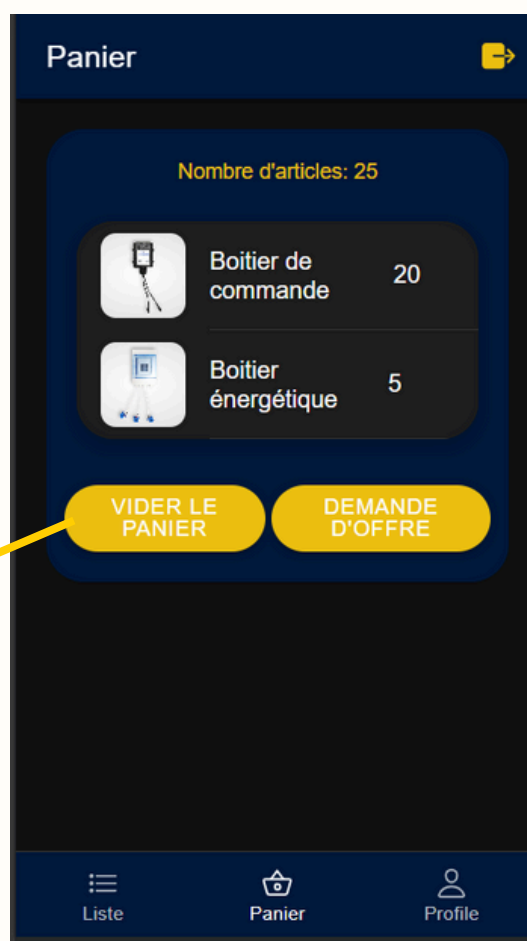 Panier
Nombre d'articles: 25
Boitier de
commande
20
Boitier
énergétique
5
VIDER LE
PANIER
DEMANDE
D'OFFRE
Liste
Panier
Profile